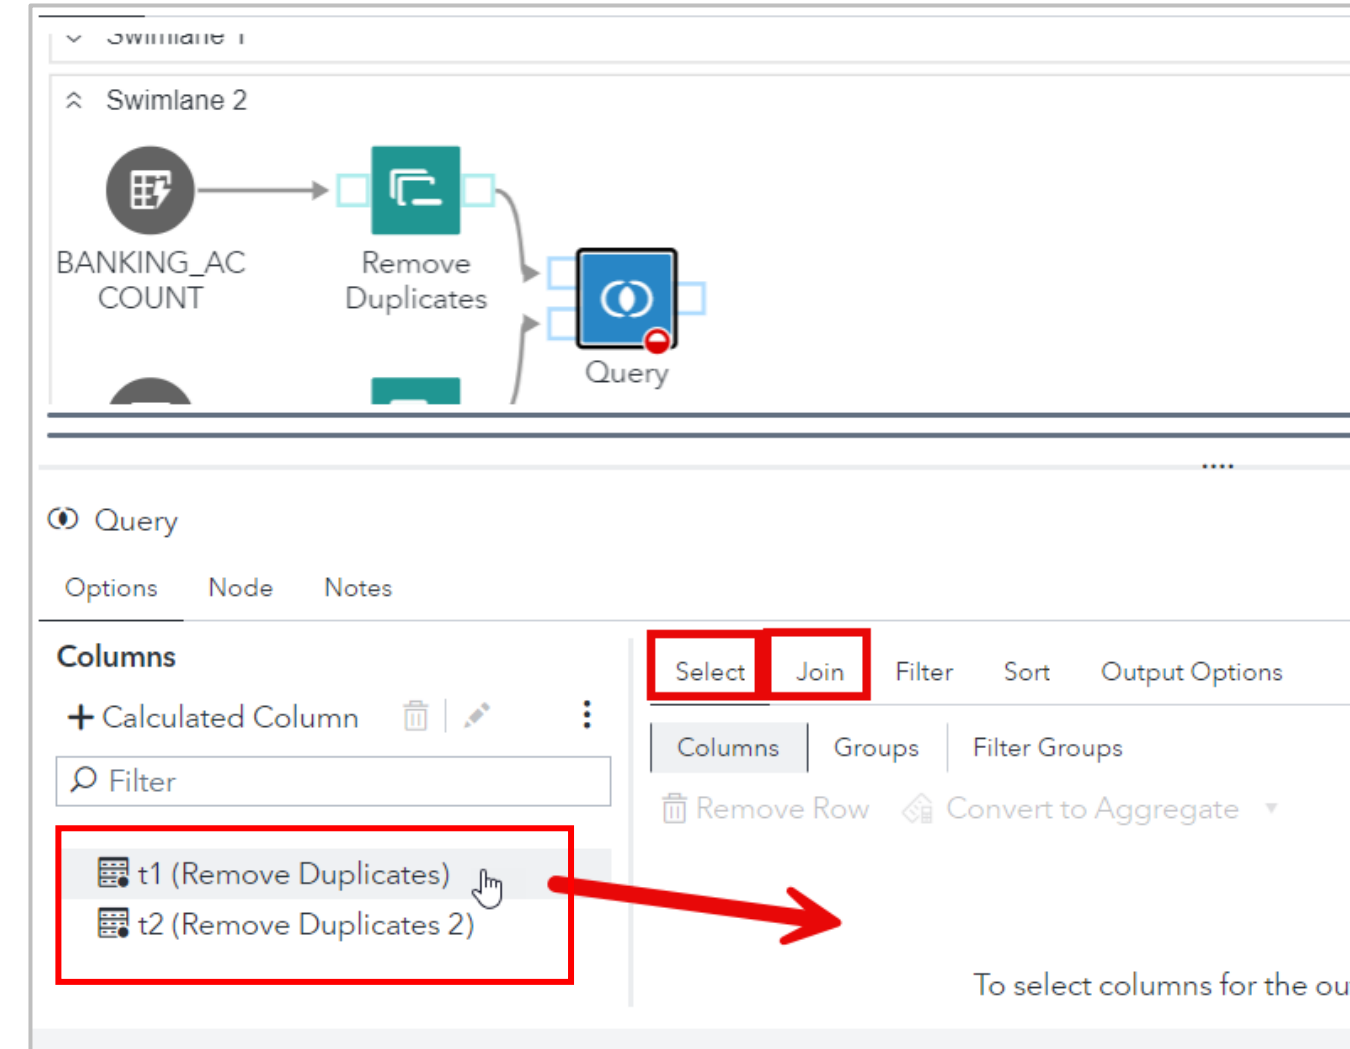 Swimlane 1
Swimlane 2
BANKING_AC
COUNT
Remove
Duplicates
Query
Query
Options Node Notes
Columns
Calculated Column
Filter
t1 (Remove Duplicates)
t2 (Remove Duplicates 2)
Select Join Filter Sort Output Options
Columns Groups Filter Groups
Remove Row Convert to Aggregate
To select columns for the ou